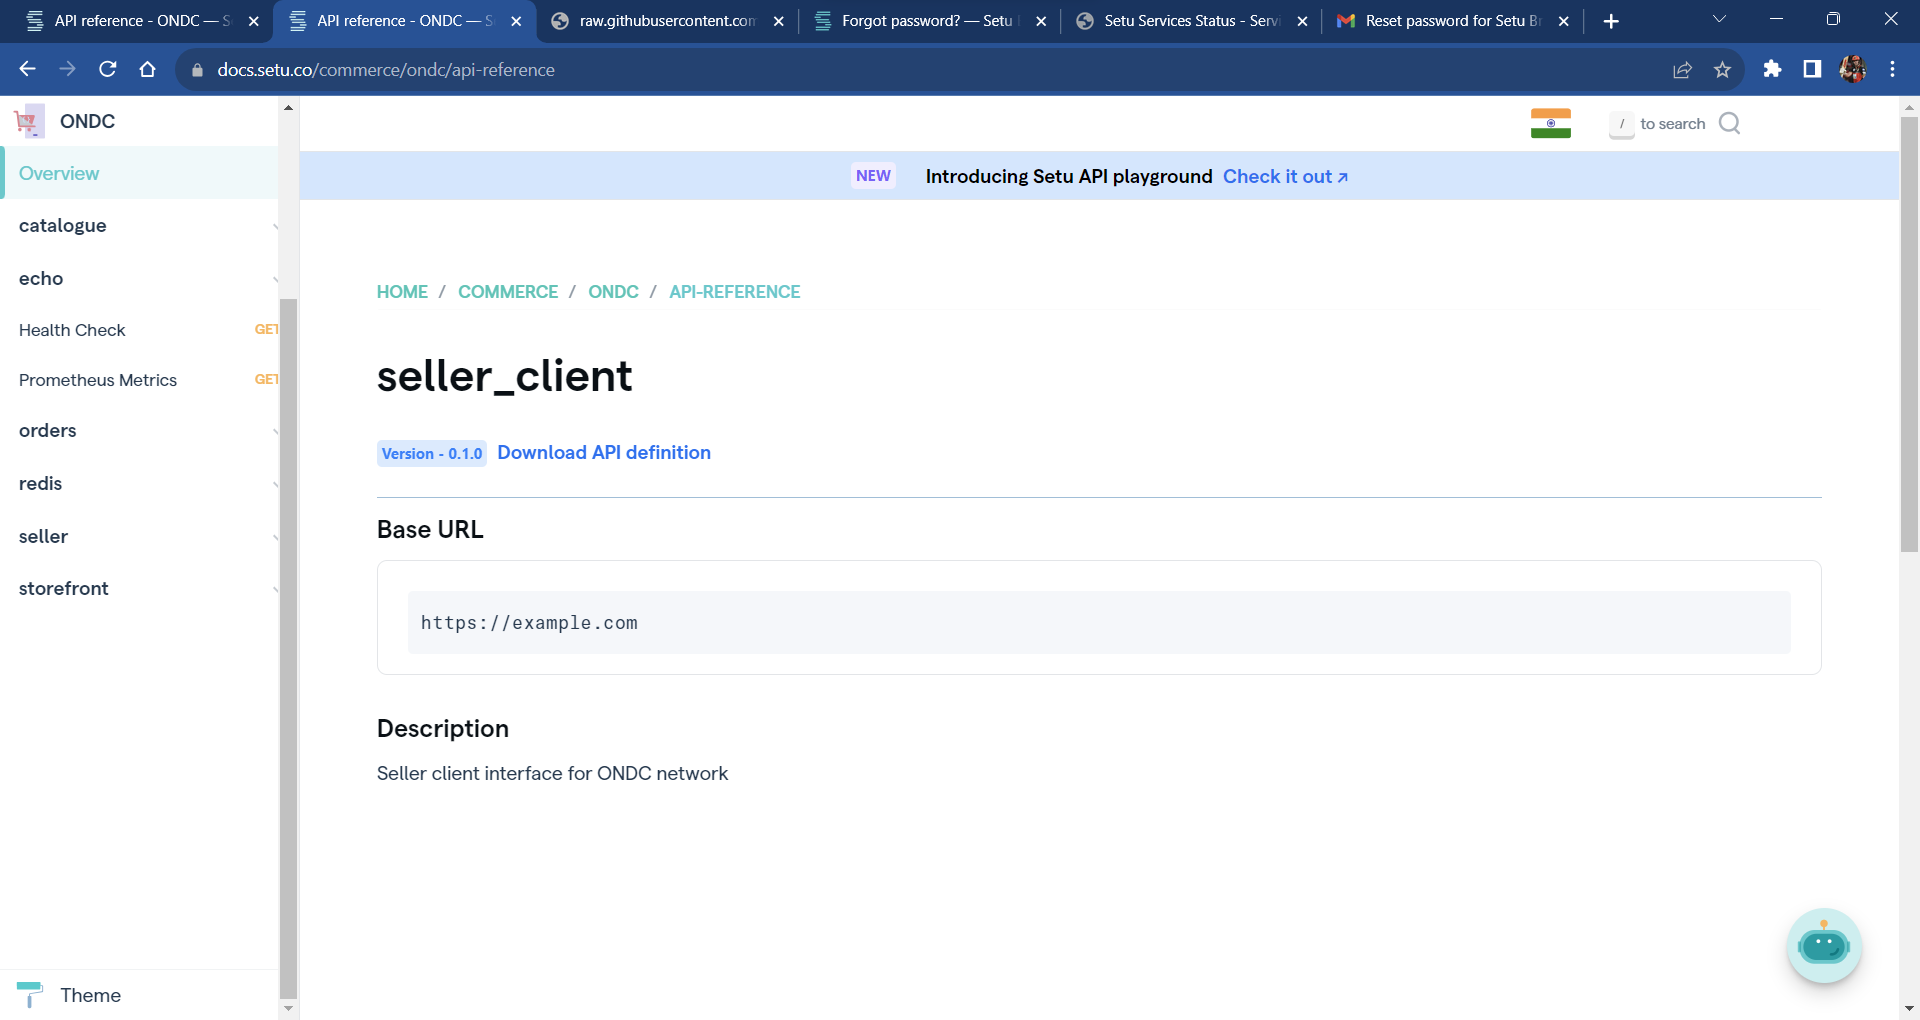 API reference - ONDC — S
API reference - ONDC — S
raw.githubusercontent.com
Forgot password? — Setu
Setu Services Status - Servi
Reset password for Setu Br
docs.setu.co/commerce/ondc/api-reference
ONDC
/ to search
Overview
NEW Introducing Setu API playground Check it out ↗
catalogue
echo
Health Check GET
Prometheus Metrics GET
orders
redis
seller
storefront
Theme
HOME / COMMERCE / ONDC / API-REFERENCE
seller_client
Version - 0.1.0 Download API definition
Base URL
https://example.com
Description
Seller client interface for ONDC network